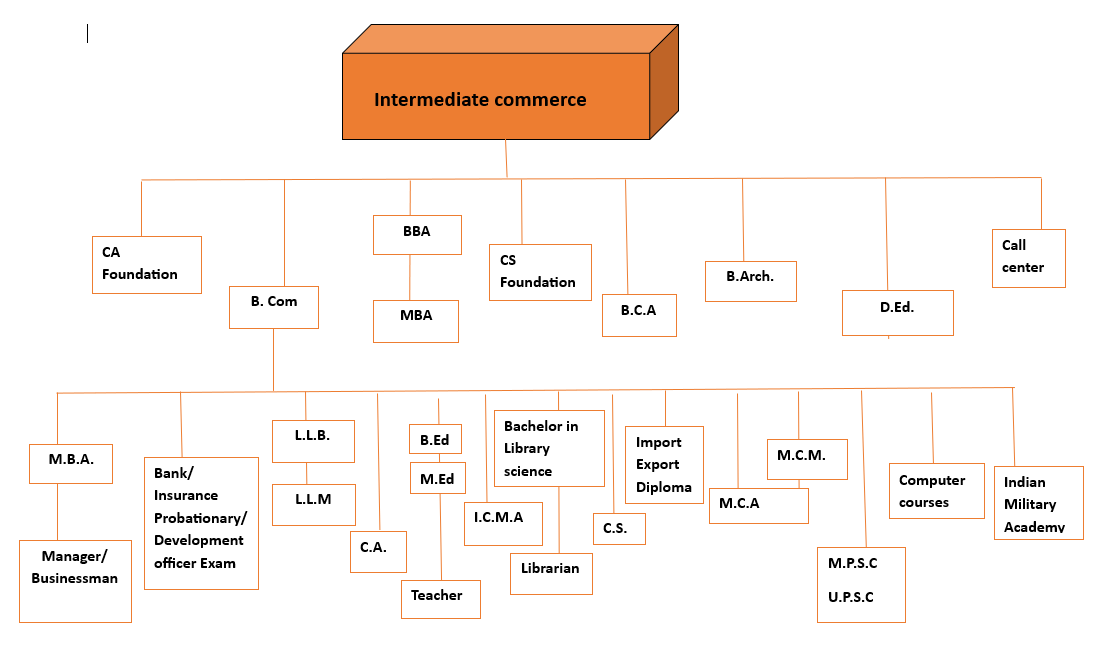 Intermediate commerce
CA
Foundation
B. Com
BBA
MBA
CS
Foundation
B.C.A
B.Arch.
D.Ed.
Call
center
M.B.A.
Manager/
Businessman
Bank/
Insurance
Probationary/
Development
officer Exam
L.L.B.
L.L.M
C.A.
B.Ed
M.Ed
Teacher
I.C.M.A
Bachelor in
Library
science
Librarian
C.S.
Import
Export
Diploma
M.C.A
M.C.M.
M.P.S.C
U.P.S.C
Computer
courses
Indian
Military
Academy